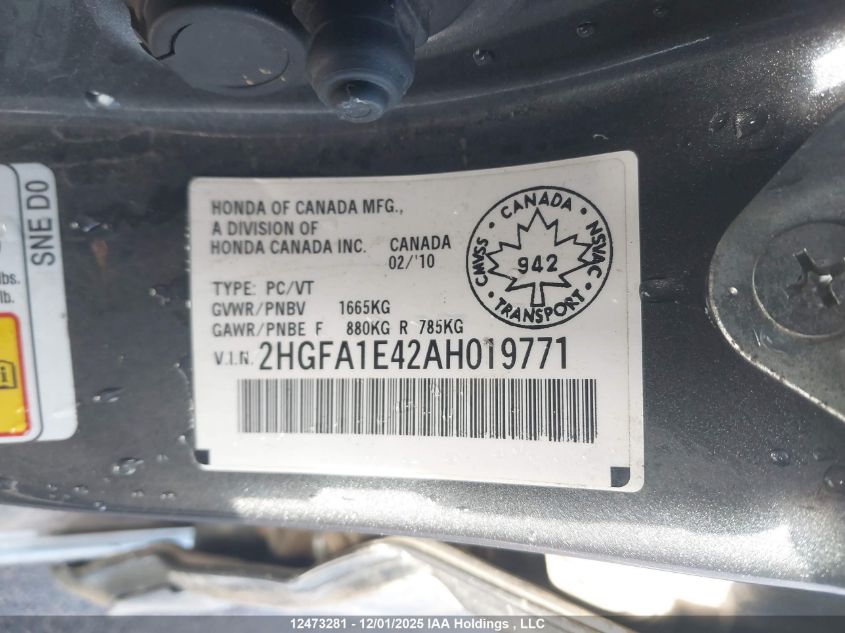 HONDA OF CANADA MFG.,
A DIVISION OF
HONDA CANADA INC. CANADA
02/'10
TYPE: PC/VT
GVWR/PNBV 1665KG
GAWR/PNBE F 880KG R 785KG
V.I.N. 2HGFA1E42AH019771
CANADA
CMVSS
942
NSVAC
TRANSPORT
SNE D0
lbs.
lb.
12473281 - 12/01/2025 IAA Holdings , LLC